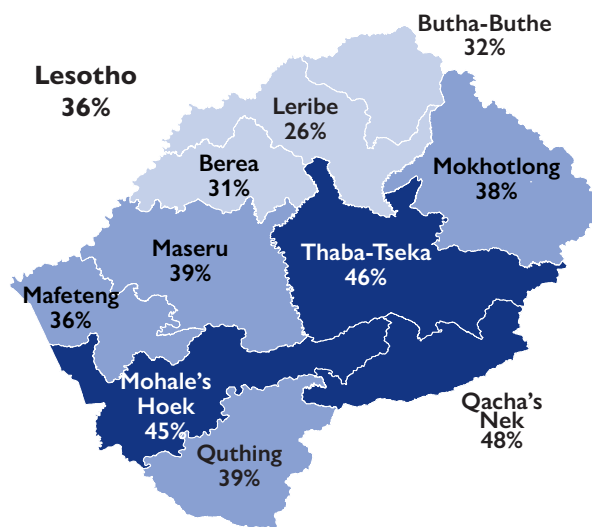 Butha-Buthe
32%
Lesotho
36%
Leribe
26%
Berea
31%
Mokhotlong
38%
Maseru
39%
Thaba-Tseka
46%
Mafeteng
36%
Mohale’s
Hoek
45%
Qacha’s
Nek
48%
Quthing
39%